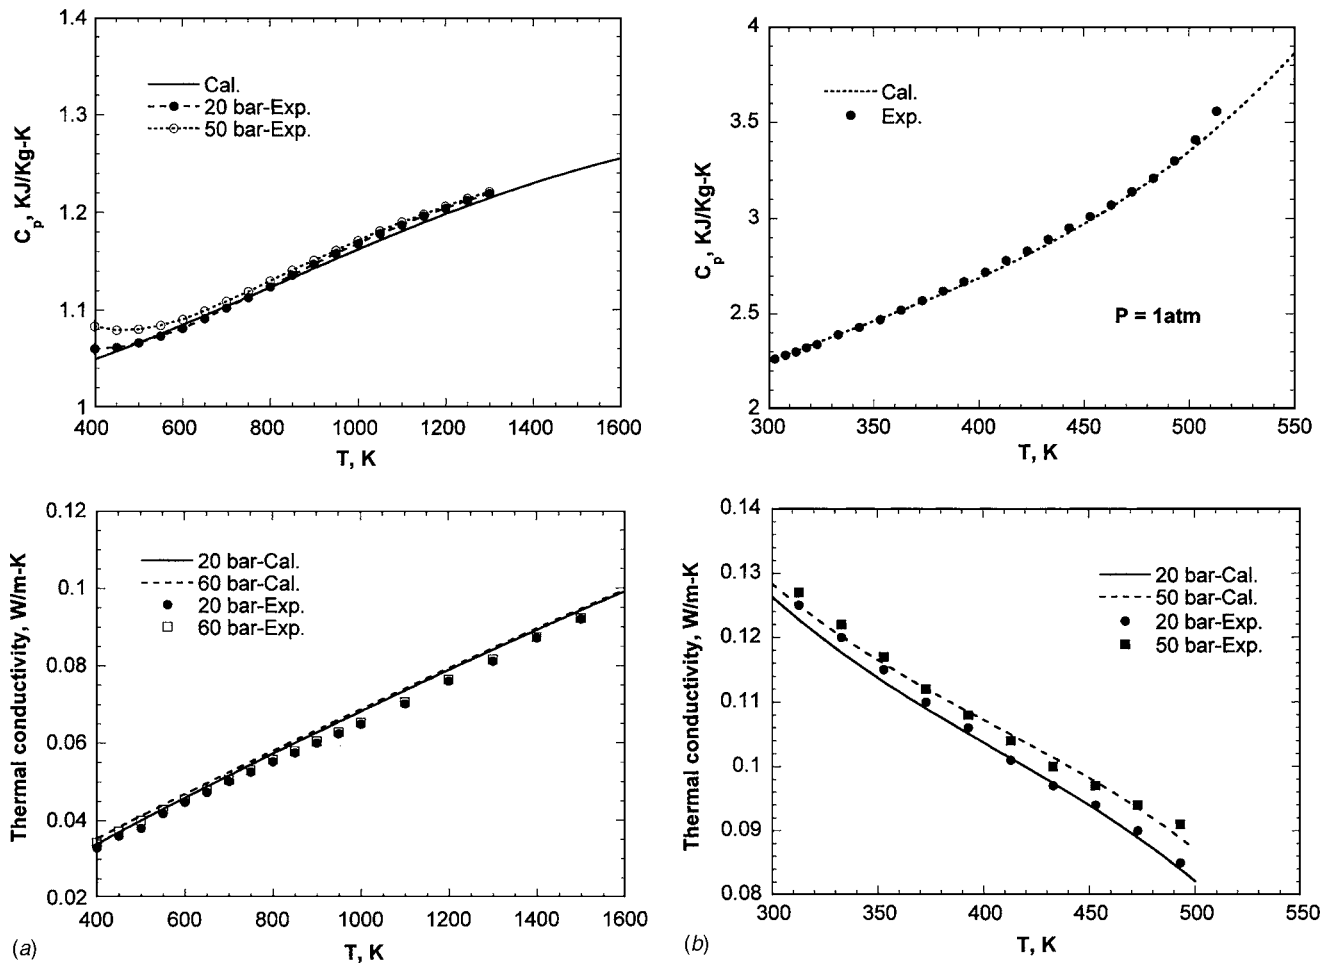 1.4
1.3
1.2
1.1
1
C_p, KJ/Kg-K
Cal.
20 bar-Exp.
50 bar-Exp.
400 600 800 1000 1200 1400 1600
T, K
4
3.5
3
2.5
2
C_p, KJ/Kg-K
Cal.
Exp.
P = 1atm
300 350 400 450 500 550
T, K
0.12
0.1
0.08
0.06
0.04
0.02
Thermal conductivity, W/m-K
20 bar-Cal.
60 bar-Cal.
20 bar-Exp.
60 bar-Exp.
400 600 800 1000 1200 1400 1600
T, K
(a)
0.14
0.13
0.12
0.11
0.1
0.09
0.08
Thermal conductivity, W/m-K
20 bar-Cal.
50 bar-Cal.
20 bar-Exp.
50 bar-Exp.
300 350 400 450 500 550
T, K
(b)